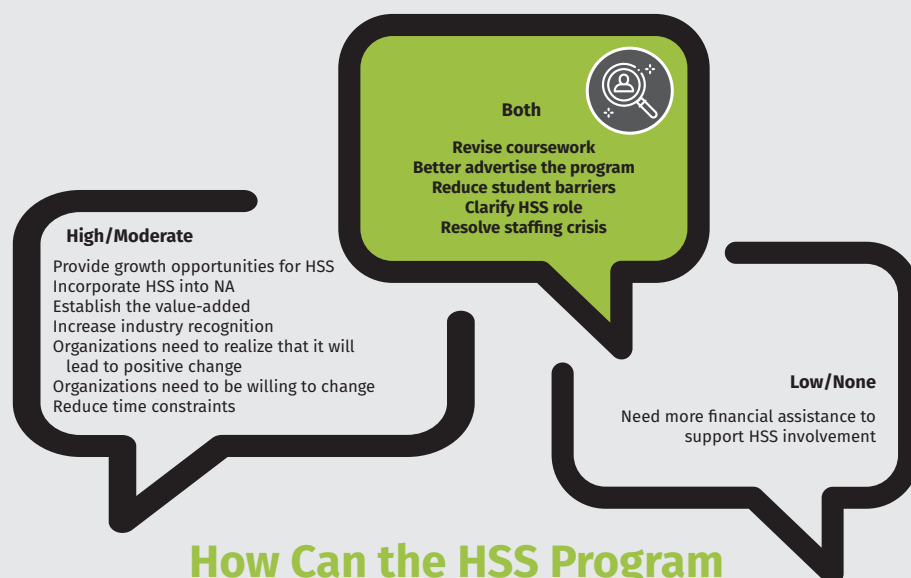 Both
Revise coursework
Better advertise the program
Reduce student barriers
Clarify HSS role
Resolve staffing crisis
High/Moderate
Provide growth opportunities for HSS
Incorporate HSS into NA
Establish the value-added
Increase industry recognition
Organizations need to realize that it will
lead to positive change
Organizations need to be willing to change
Reduce time constraints
Low/None
Need more financial assistance to
support HSS involvement
How Can the HSS Program